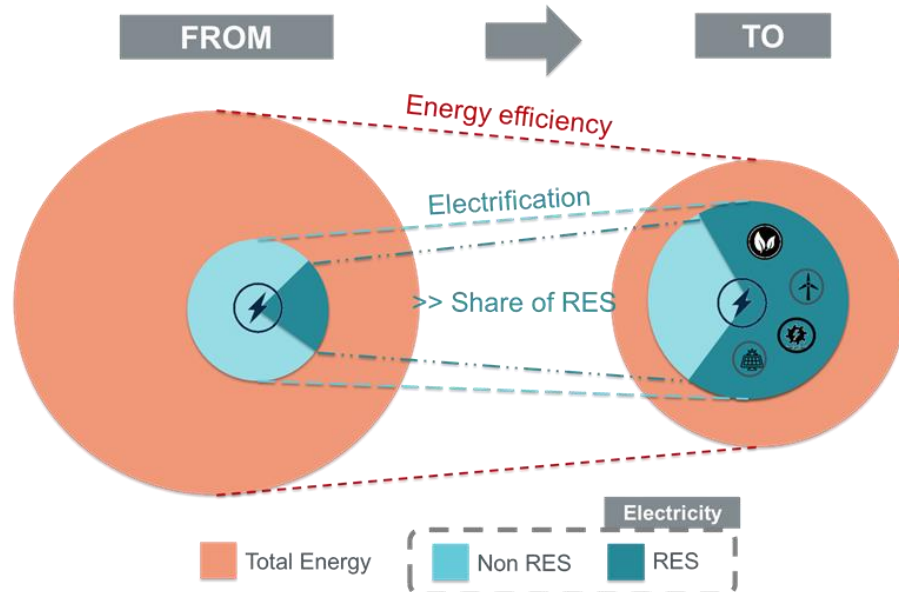 FROM
TO
Energy efficiency
Electrification
>> Share of RES
Electricity
Total Energy
Non RES
RES